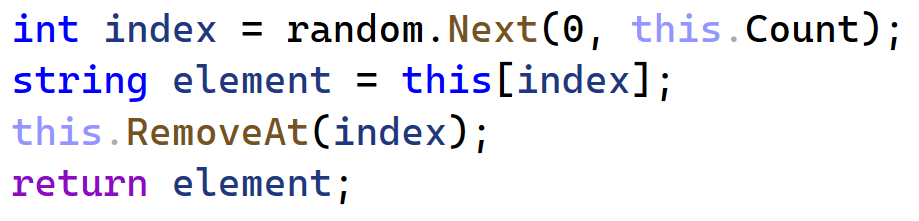 int index = random.Next(0, this.Count);
string element = this[index];
this.RemoveAt(index);
return element;